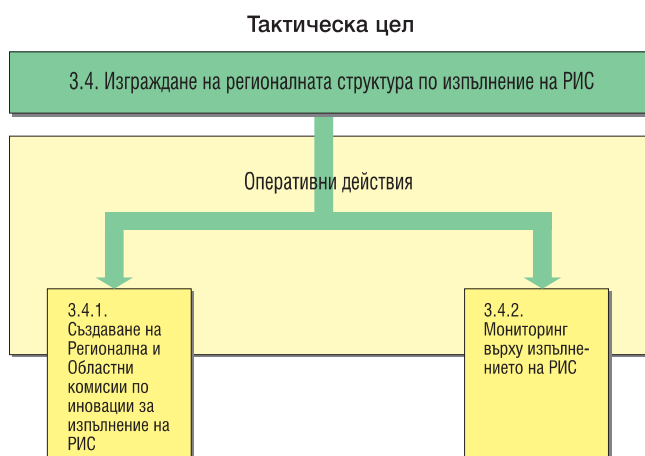 Тактическа цел
3.4. Изграждане на регионалната структура по изпълнение на РИС
Оперативни действия
3.4.1.
Създаване на
Регионална и
Областни
комисии по
иновации за
изпълнение на
РИС
3.4.2.
Мониторинг
върху изпълне-
нието на РИС